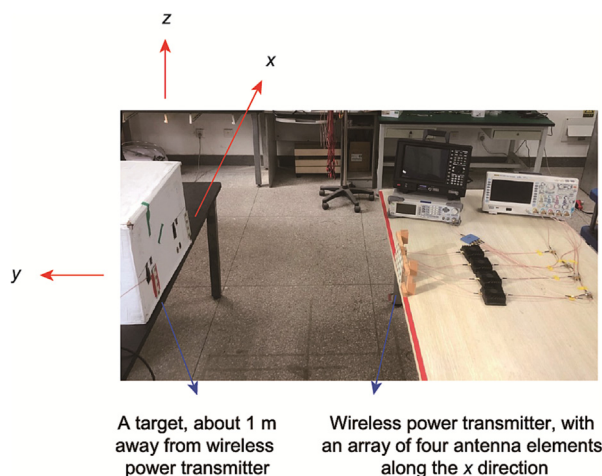 z
x
y
A target, about 1 m
away from wireless
power transmitter
Wireless power transmitter, with
an array of four antenna elements
along the x direction